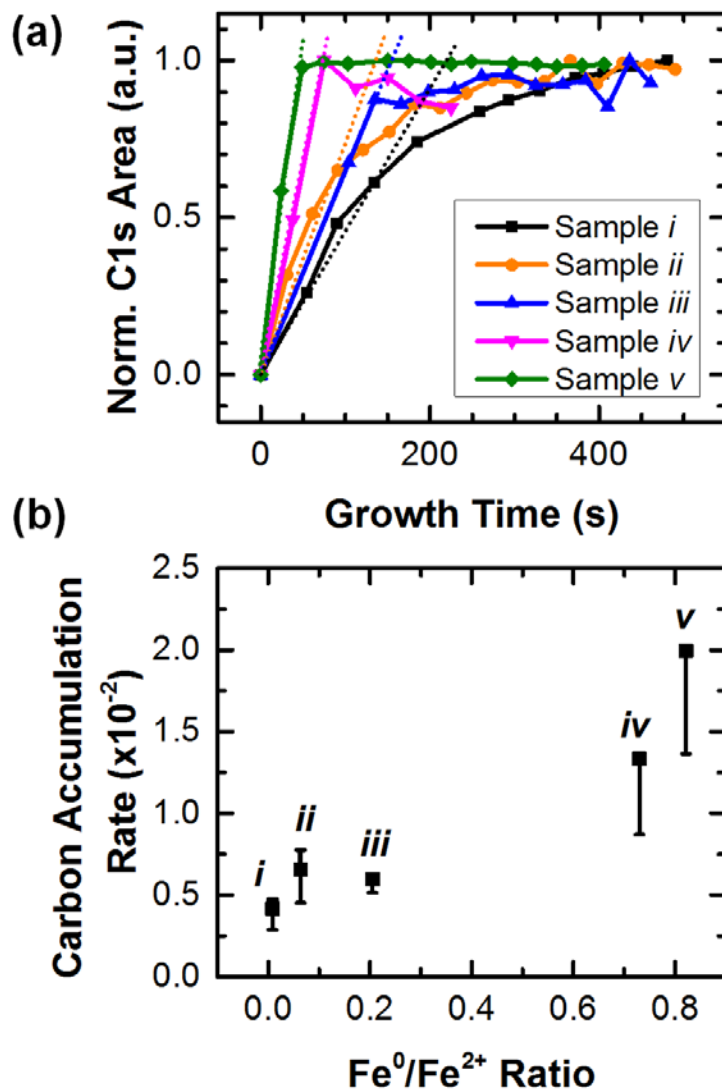 (a)
Norm. C1s Area (a.u.)
1.0
0.5
0.0
Sample i
Sample ii
Sample iii
Sample iv
Sample v
0 200 400
Growth Time (s)
(b)
Carbon Accumulation
Rate (x10⁻²)
2.5
2.0
1.5
1.0
0.5
0.0
i
ii
iii
iv
v
0.0 0.2 0.4 0.6 0.8
Fe⁰/Fe²⁺ Ratio